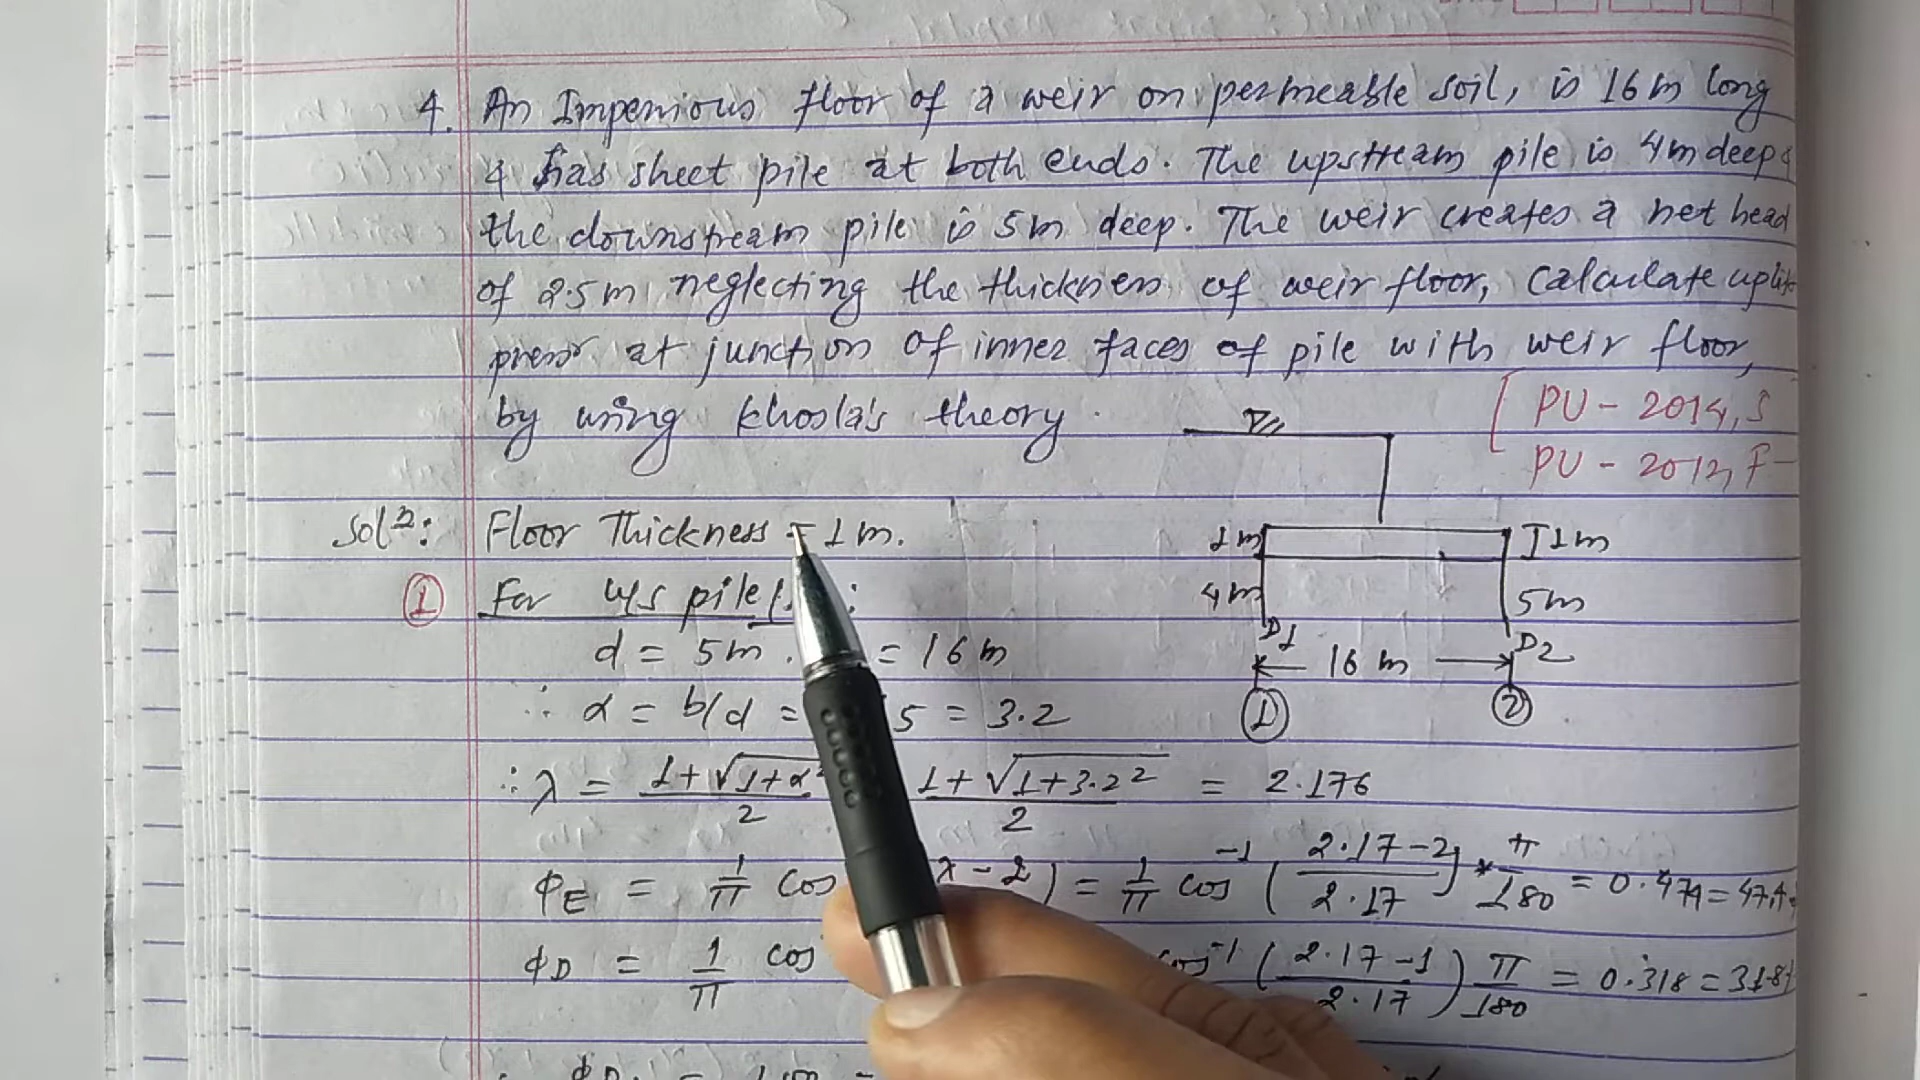 4. An Impervious floor of a weir on permeable soil, is 16m long
& has sheet pile at both ends. The upstream pile is 4m deep &
the downstream pile is 5m deep. The weir creates a net head
of 2.5m neglecting the thickness of weir floor, Calculate uplift
at junction of inner faces of pile with weir floor,
by using Khosla's theory.
[ PU - 2014, S
PU - 2012, F
Solⁿ: Floor Thickness = 1m.
1m 1m
① For u/s pile
4m 5m
D1 D2
d = 5m. = 16m
16 m
∴ α = b/d = 5 = 3.2
① ②
∴ λ = 1+√1+α² / 2 1+√1+3.2² / 2 = 2.176
φE = 1/π cos λ-2) = 1/π cos⁻¹ (2.17-2 / 2.17) * π/180 = 0.474 = 47.4
φD = 1/π cos cos⁻¹ (2.17-1 / 2.17) π/180 = 0.318 = 31.8